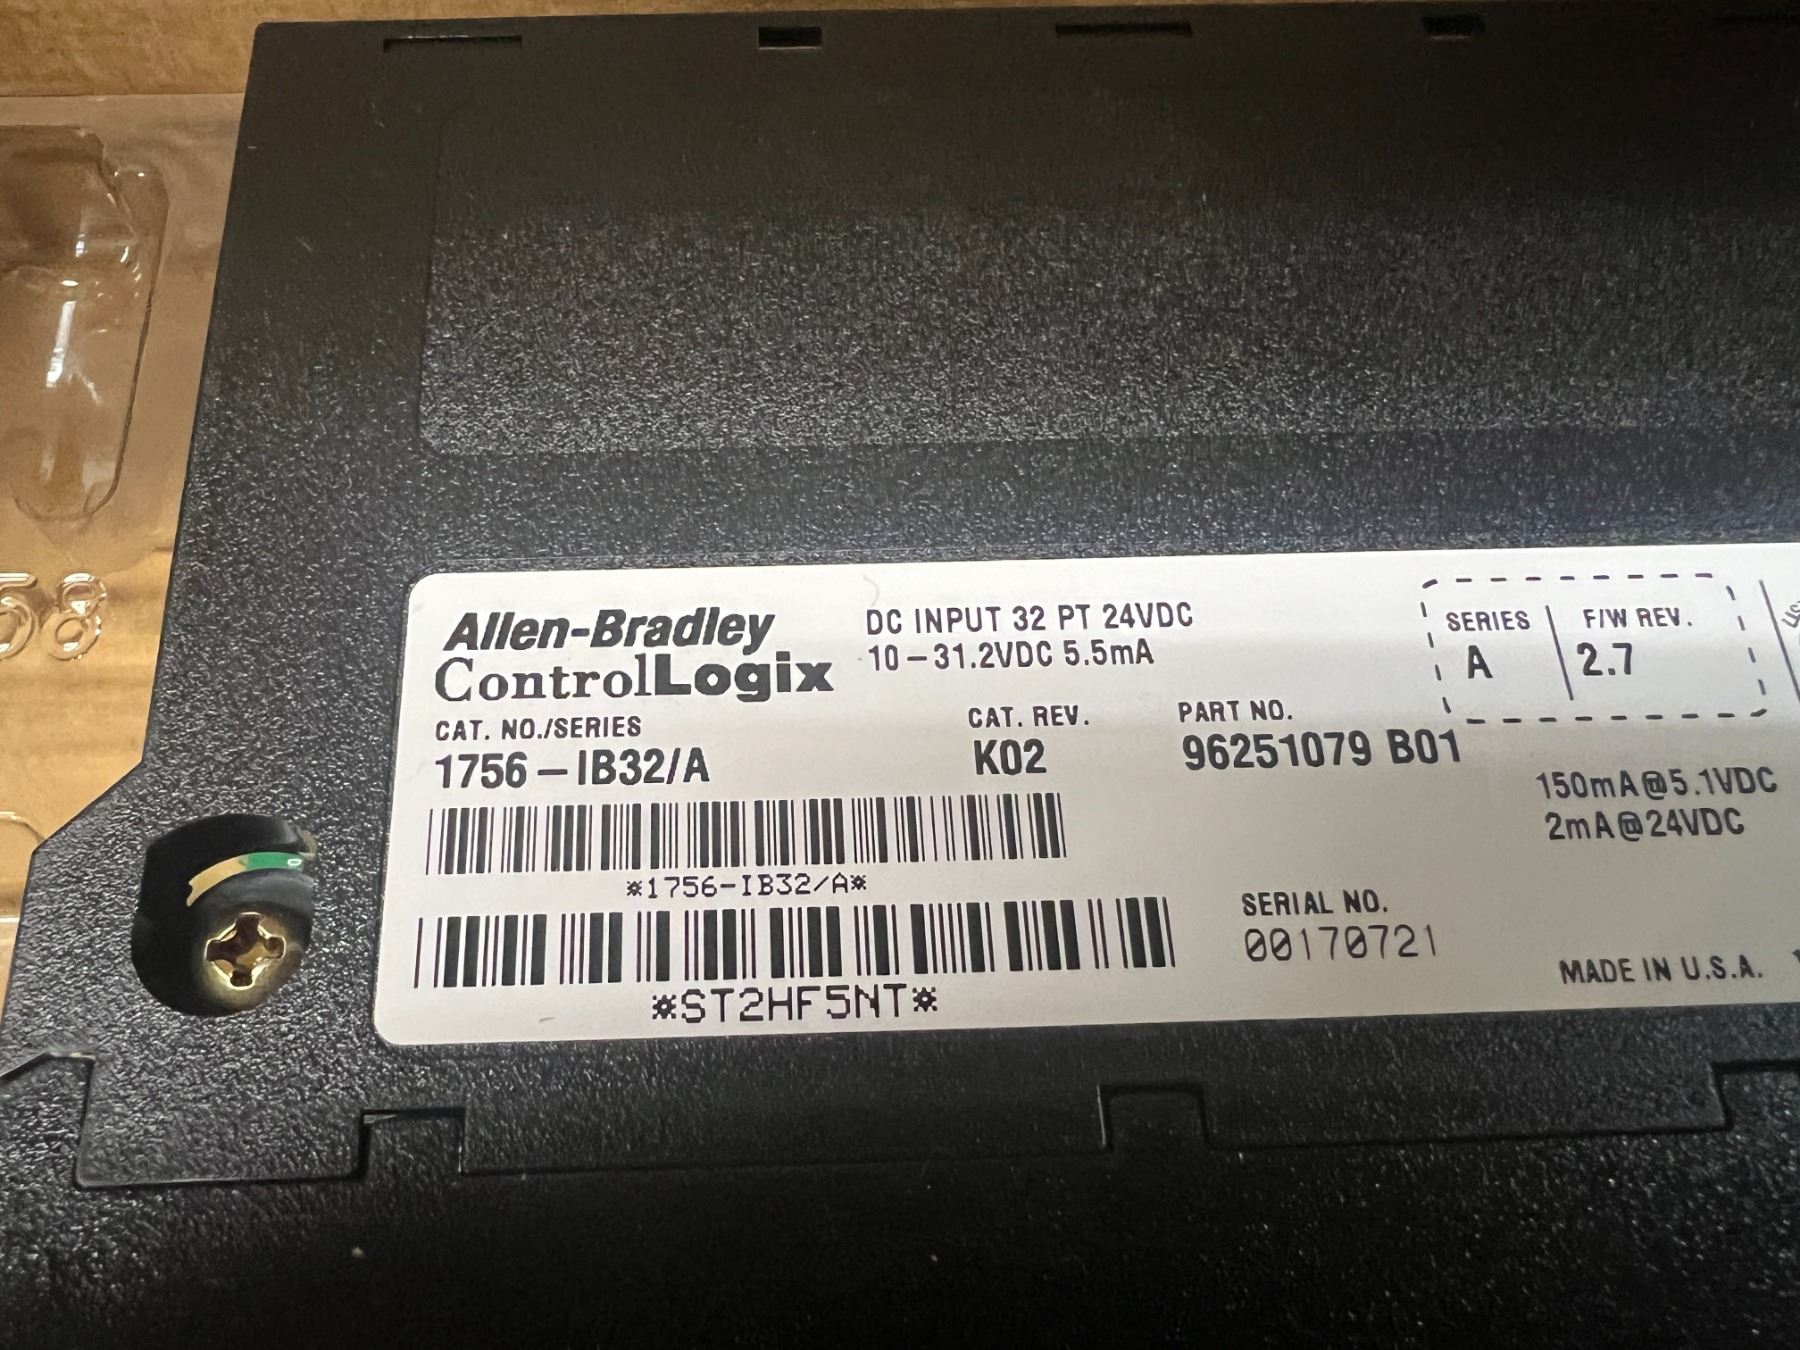 Allen-Bradley
ControlLogix
DC INPUT 32 PT 24VDC
10-31.2VDC 5.5mA
SERIES F/W REV.
A 2.7
CAT. NO./SERIES CAT. REV. PART NO.
1756-IB32/A K02 96251079 B01
150mA@5.1VDC
2mA@24VDC
*1756-IB32/A*
SERIAL NO.
00170721
*ST2HF5NT*
MADE IN U.S.A.
58